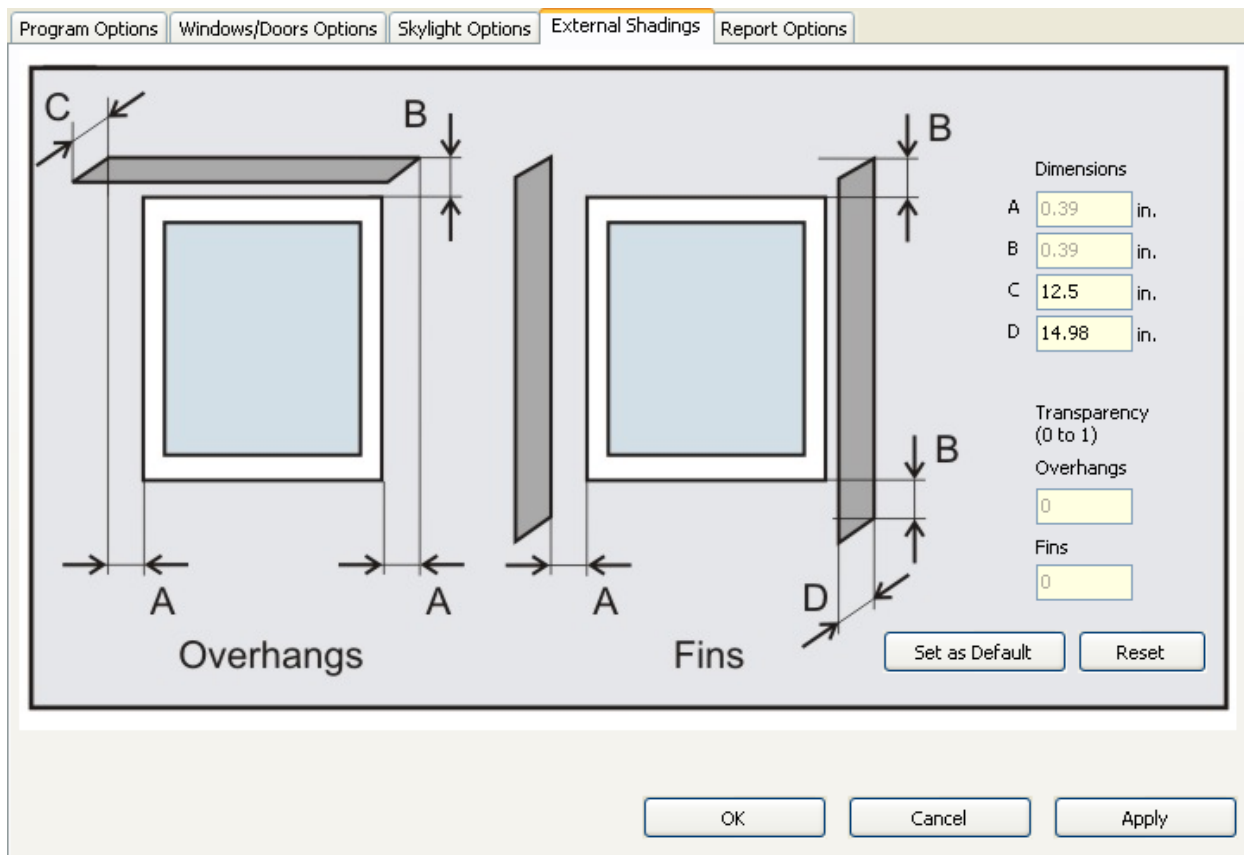 Program Options Windows/Doors Options Skylight Options External Shadings Report Options
C
B
B
Dimensions
A 0.39 in.
B 0.39 in.
C 12.5 in.
D 14.98 in.
Transparency
(0 to 1)
B
Overhangs
0
Fins
0
A
A
A
D
Overhangs
Fins
Set as Default Reset
OK Cancel Apply